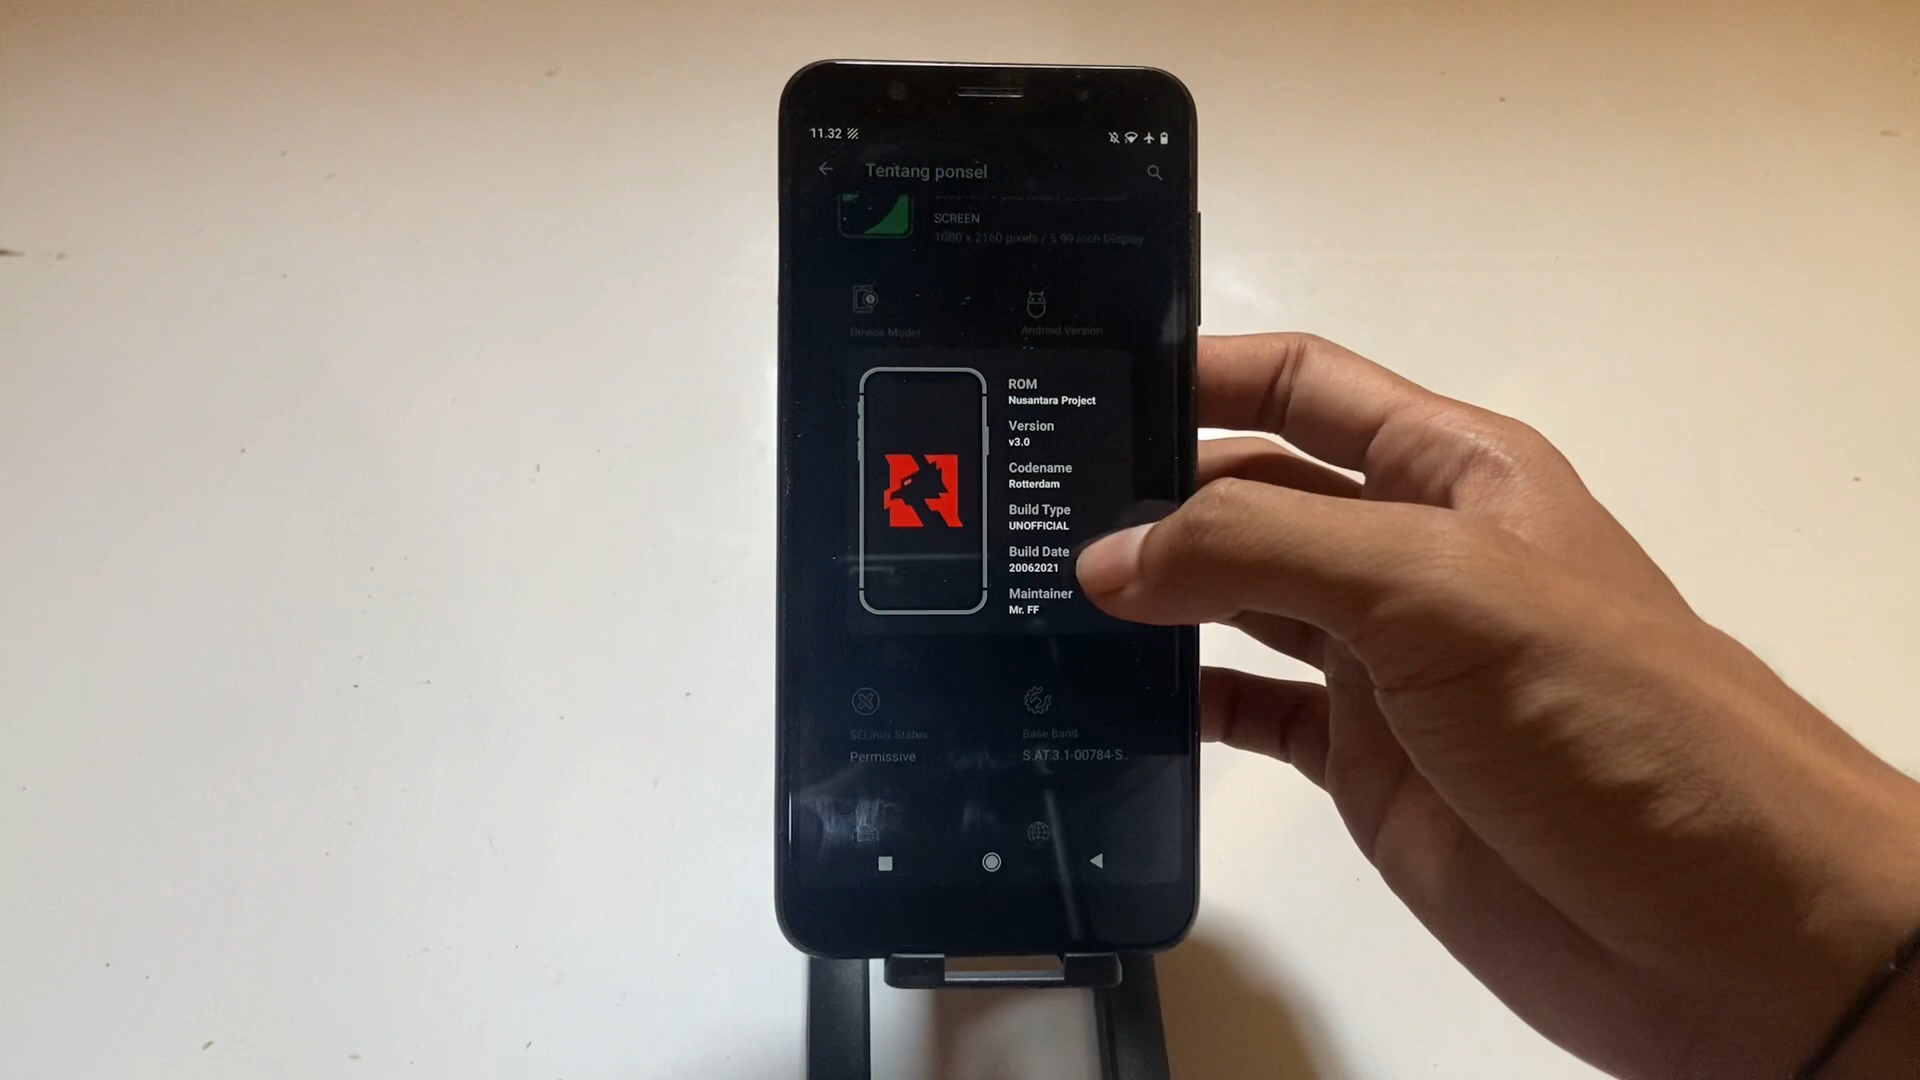 11.32
Tentang ponsel
SCREEN
1080 x 2160 pixels / 5.99 inch Display
Device Model
Android Version
ROM
Nusantara Project
Version
v3.0
Codename
Rotterdam
Build Type
UNOFFICIAL
Build Date
20062021
Maintainer
Mr. FF
SELinux Status
Base Band
Permissive
S.AT.3.1-00784-S..